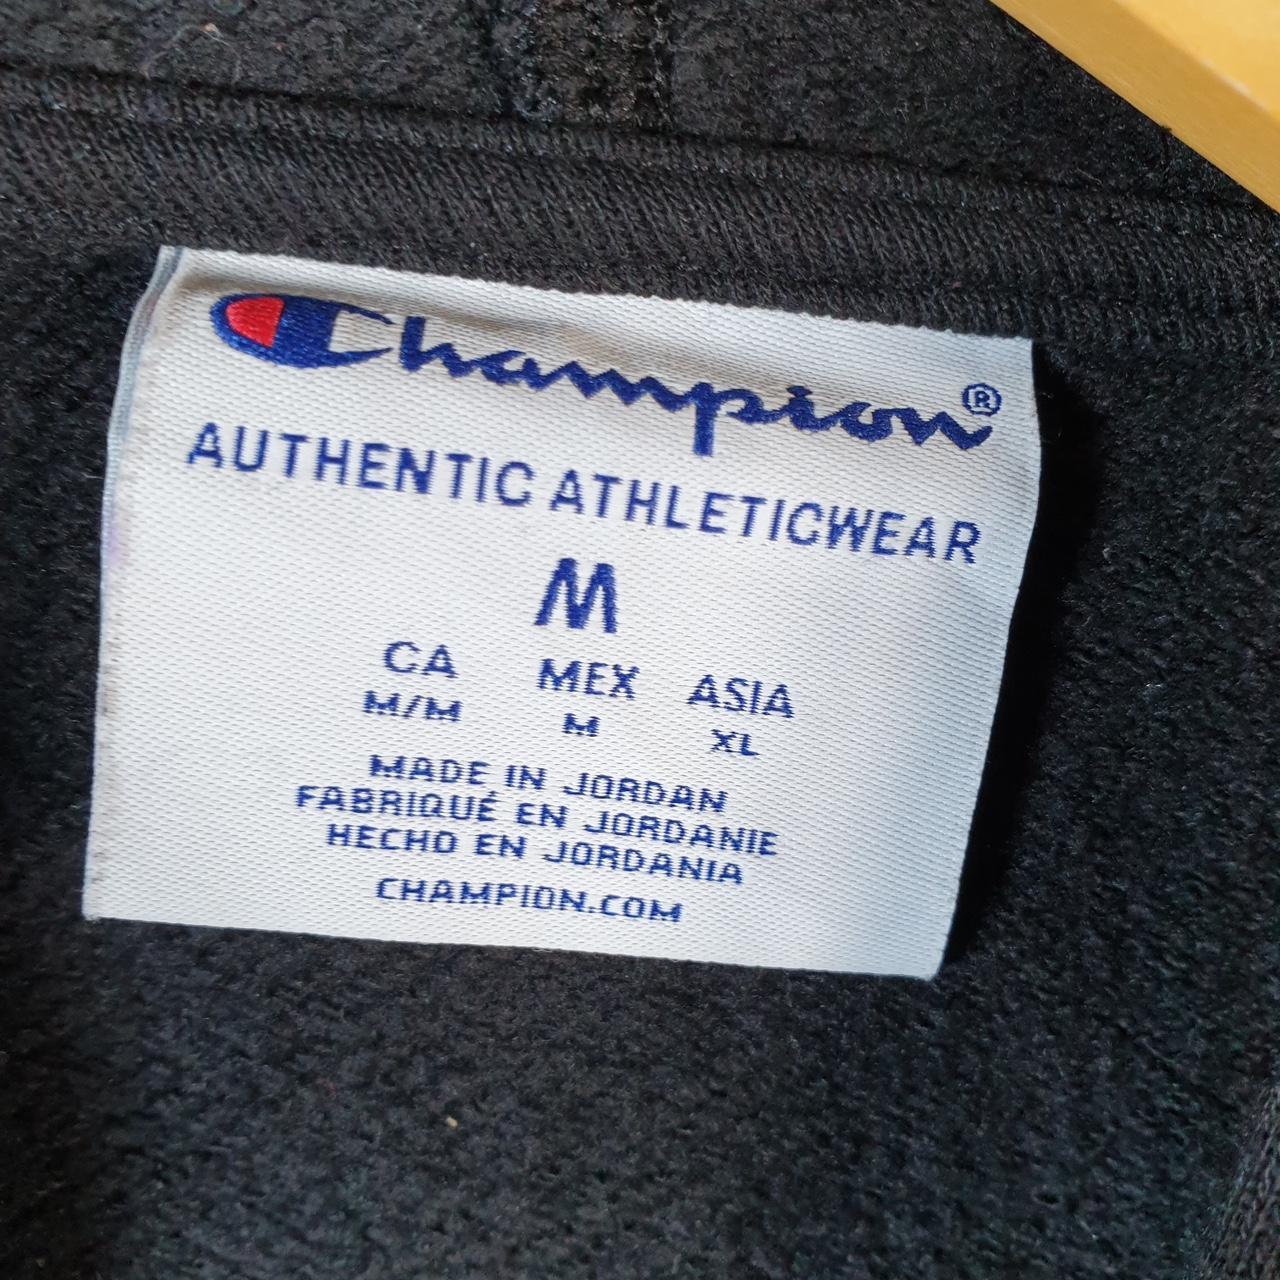 Champion®
AUTHENTIC ATHLETICWEAR
M
CA MEX ASIA
M/M M XL
MADE IN JORDAN
FABRIQUÉ EN JORDANIE
HECHO EN JORDANIA
CHAMPION.COM